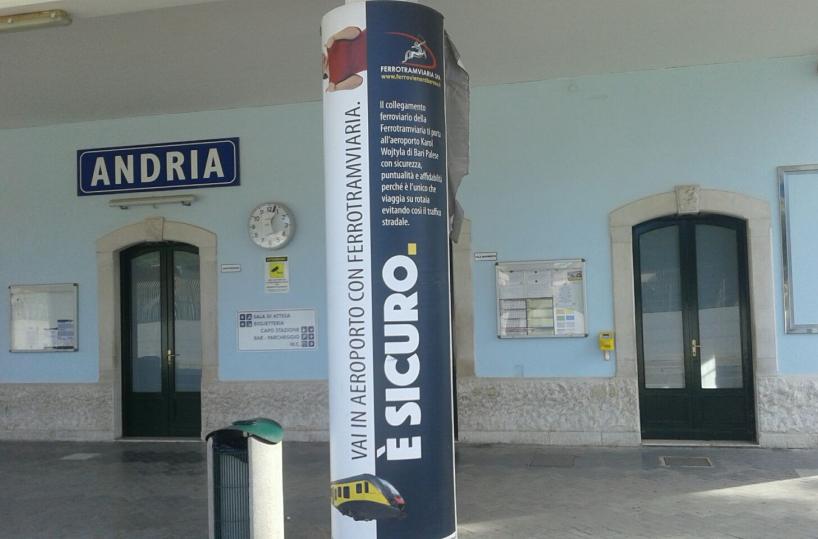 ANDRIA
SALA DI ATTESA
BIGLIETTERIA
CAPO STAZIONE
BAR - PARCHEGGIO
W.C.
VAI IN AEROPORTO CON FERROTRAMVIARIA.
È SICURO.
FERROTRAMVIARIA SPA
Il collegamento
ferroviario della
Ferrotramviaria ti porta
all'aeroporto Karol
Wojtyla di Bari Palese
con sicurezza,
puntualità e affidabilità
perché è l'unico che
viaggia su rotaia
evitando così il traffico
stradale.